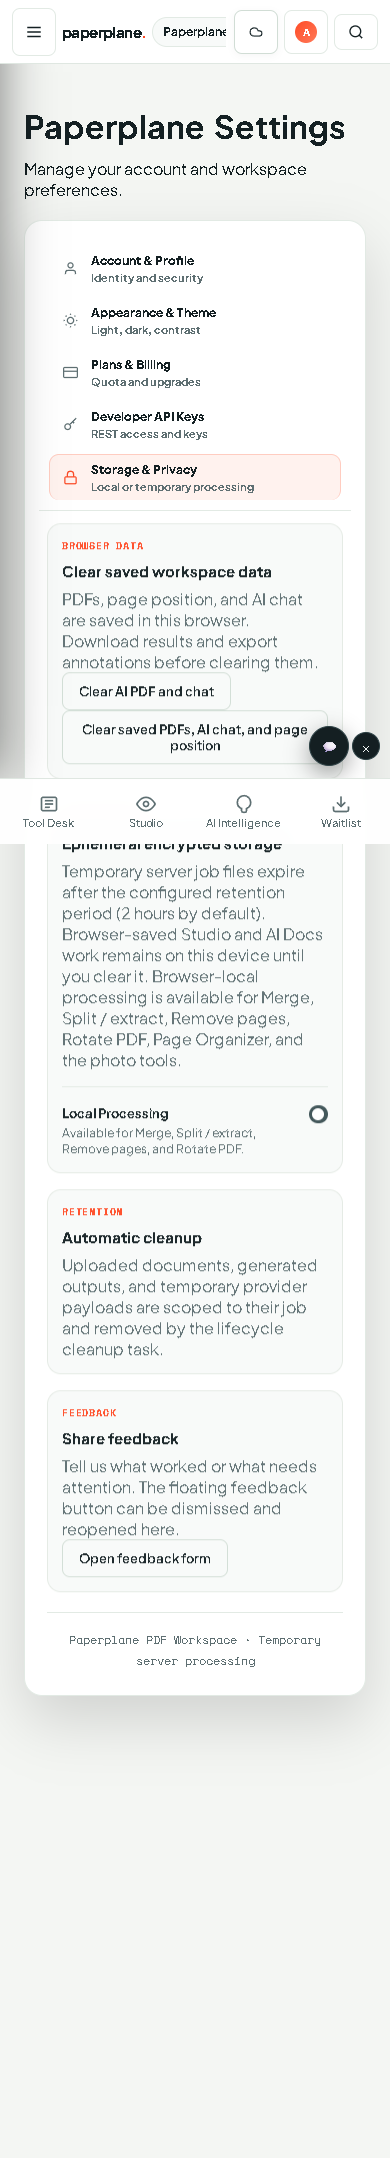 paperplane.
Paperplane
A
Paperplane Settings
Manage your account and workspace
preferences.
Account & Profile
Identity and security
Appearance & Theme
Light, dark, contrast
Plans & Billing
Quota and upgrades
Developer API Keys
REST access and keys
Storage & Privacy
Local or temporary processing
BROWSER DATA
Clear saved workspace data
PDFs, page position, and AI chat
are saved in this browser.
Download results and export
annotations before clearing them.
Clear AI PDF and chat
Clear saved PDFs, AI chat, and page
position
Tool Desk
Studio
AI Intelligence
Waitlist
Ephemeral encrypted storage
Temporary server job files expire
after the configured retention
period (2 hours by default).
Browser-saved Studio and AI Docs
work remains on this device until
you clear it. Browser-local
processing is available for Merge,
Split / extract, Remove pages,
Rotate PDF, Page Organizer, and
the photo tools.
Local Processing
Available for Merge, Split / extract,
Remove pages, and Rotate PDF.
RETENTION
Automatic cleanup
Uploaded documents, generated
outputs, and temporary provider
payloads are scoped to their job
and removed by the lifecycle
cleanup task.
FEEDBACK
Share feedback
Tell us what worked or what needs
attention. The floating feedback
button can be dismissed and
reopened here.
Open feedback form
Paperplane PDF Workspace · Temporary
server processing